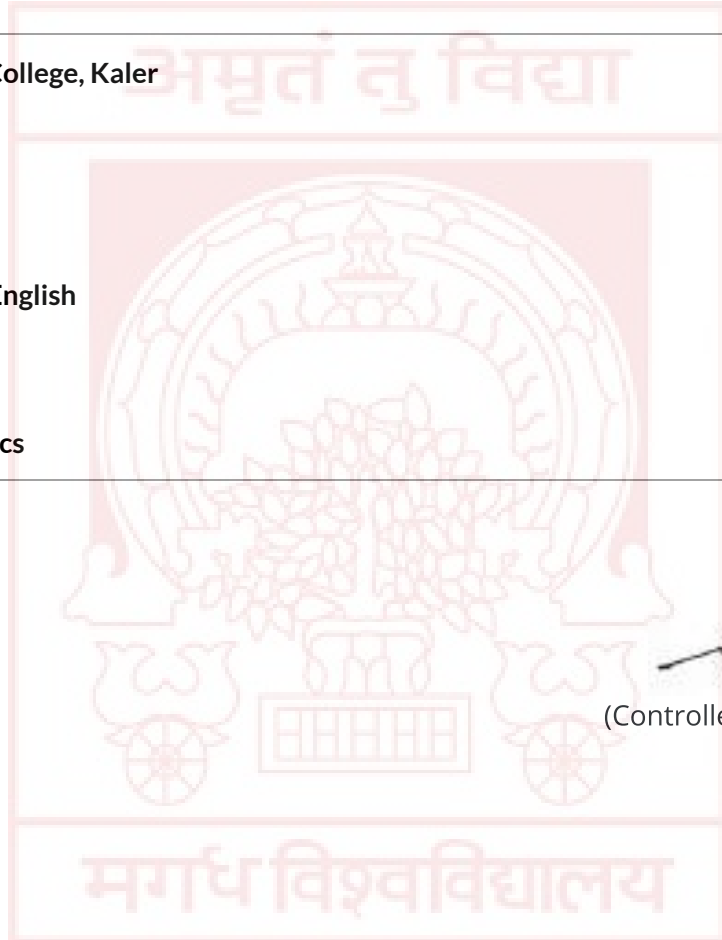 अमृतं तु विद्या
College, Kaler
English
cs
(Controlle
मगध विश्वविद्यालय